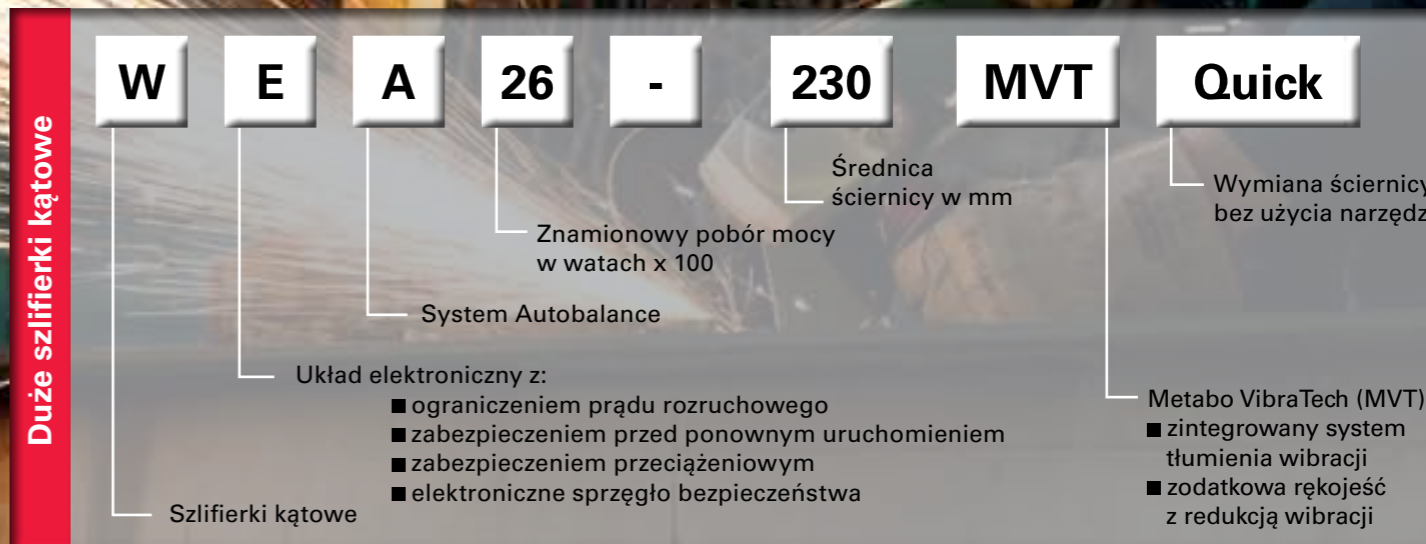 Duże szlifierki kątowe
W E A 26 - 230 MVT Quick
Średnica
ściernicy w mm
Wymiana ściernicy
bez użycia
Znamionowy pobór mocy
w watach x 100
System Autobalance
Układ elektroniczny z:
■ ograniczeniem prądu rozruchowego
■ zabezpieczeniem przed ponownym uruchomieniem
■ zabezpieczeniem przeciążeniowym
■ elektroniczne sprzęgło bezpieczeństwa
Szlifierki kątowe
Metabo VibraTech (MVT)
■ zintegrowany system
tłumienia wibracji
■ zodatkowa rękojeść
z redukcją wibracji